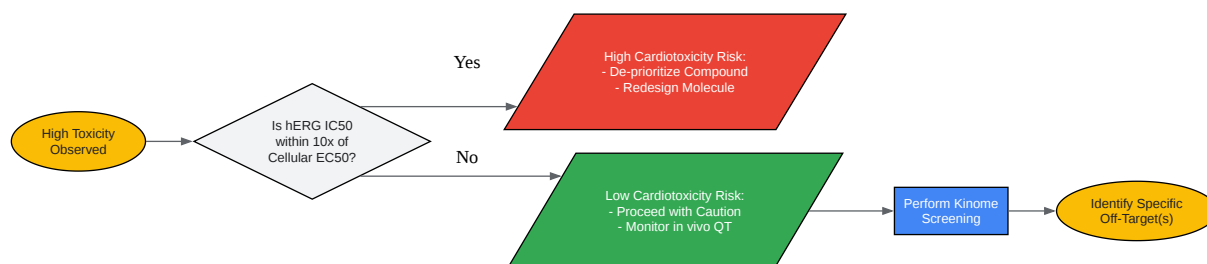 High Toxicity
Observed
Is hERG IC50
within 10x of
Cellular EC50?
Yes
High Cardiotoxicity Risk:
- De-prioritize Compound
- Redesign Molecule
No
Low Cardiotoxicity Risk:
- Proceed with Caution
- Monitor in vivo QT
Perform Kinome
Screening
Identify Specific
Off-Target(s)